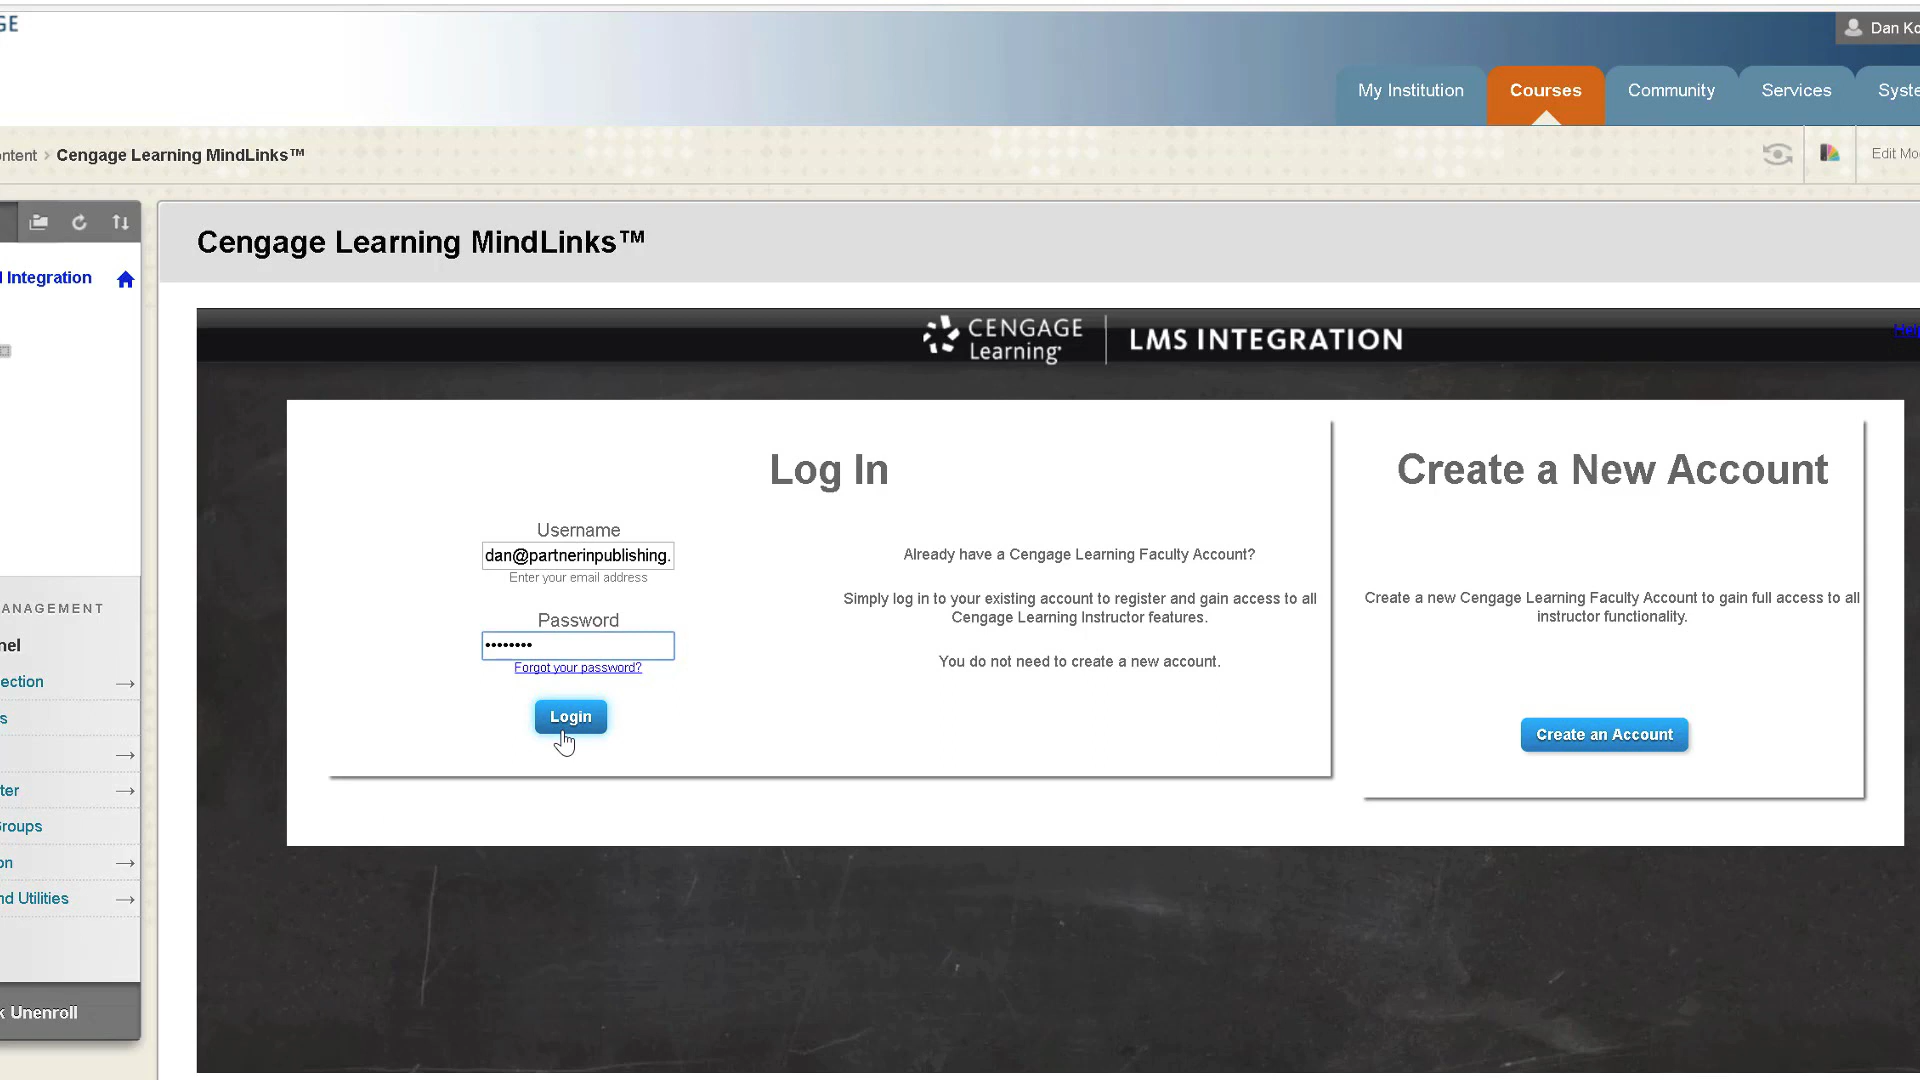 GE
Dan Ko
My Institution
Courses
Community
Services
Syste
ontent > Cengage Learning MindLinks™
Edit Mo
Cengage Learning MindLinks™
l Integration
CENGAGE
Learning
LMS INTEGRATION
Help
Log In
Create a New Account
Username
dan@partnerinpublishing.
Enter your email address
Already have a Cengage Learning Faculty Account?
Simply log in to your existing account to register and gain access to all
Cengage Learning Instructor features.
You do not need to create a new account.
Create a new Cengage Learning Faculty Account to gain full access to all
instructor functionality.
Password
••••••••
Forgot your password?
Login
Create an Account
ANAGEMENT
nel
ection
s
ter
Groups
on
nd Utilities
k Unenroll